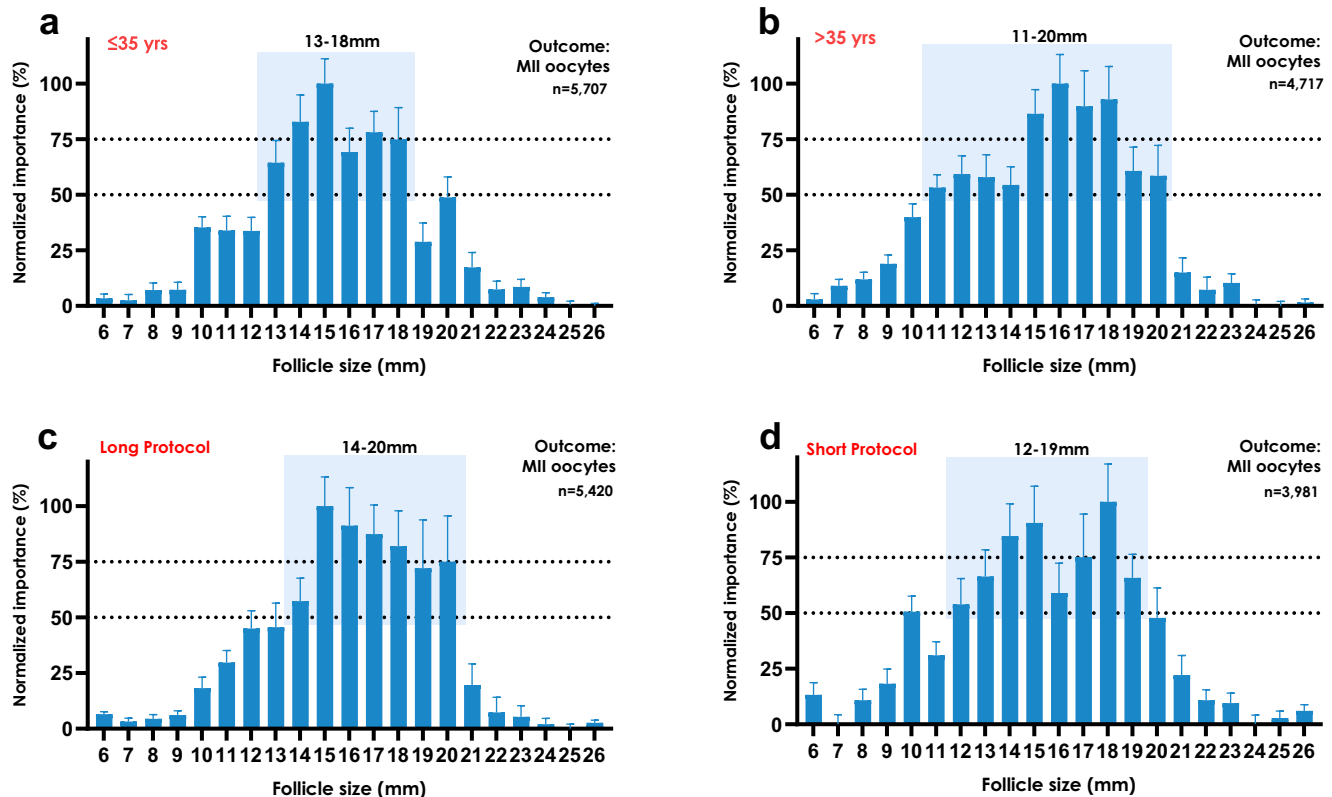 a
≤35 yrs
13-18mm
Outcome:
MII oocytes
n=5,707
Normalized importance (%)
100
75
50
25
0
6 7 8 9 10 11 12 13 14 15 16 17 18 19 20 21 22 23 24 25 26
Follicle size (mm)
b
>35 yrs
11-20mm
Outcome:
MII oocytes
n=4,717
Normalized importance (%)
100
75
50
25
0
6 7 8 9 10 11 12 13 14 15 16 17 18 19 20 21 22 23 24 25 26
Follicle size (mm)
c
Long Protocol
14-20mm
Outcome:
MII oocytes
n=5,420
Normalized importance (%)
100
75
50
25
0
6 7 8 9 10 11 12 13 14 15 16 17 18 19 20 21 22 23 24 25 26
Follicle size (mm)
d
Short Protocol
12-19mm
Outcome:
MII oocytes
n=3,981
Normalized importance (%)
100
75
50
25
0
6 7 8 9 10 11 12 13 14 15 16 17 18 19 20 21 22 23 24 25 26
Follicle size (mm)